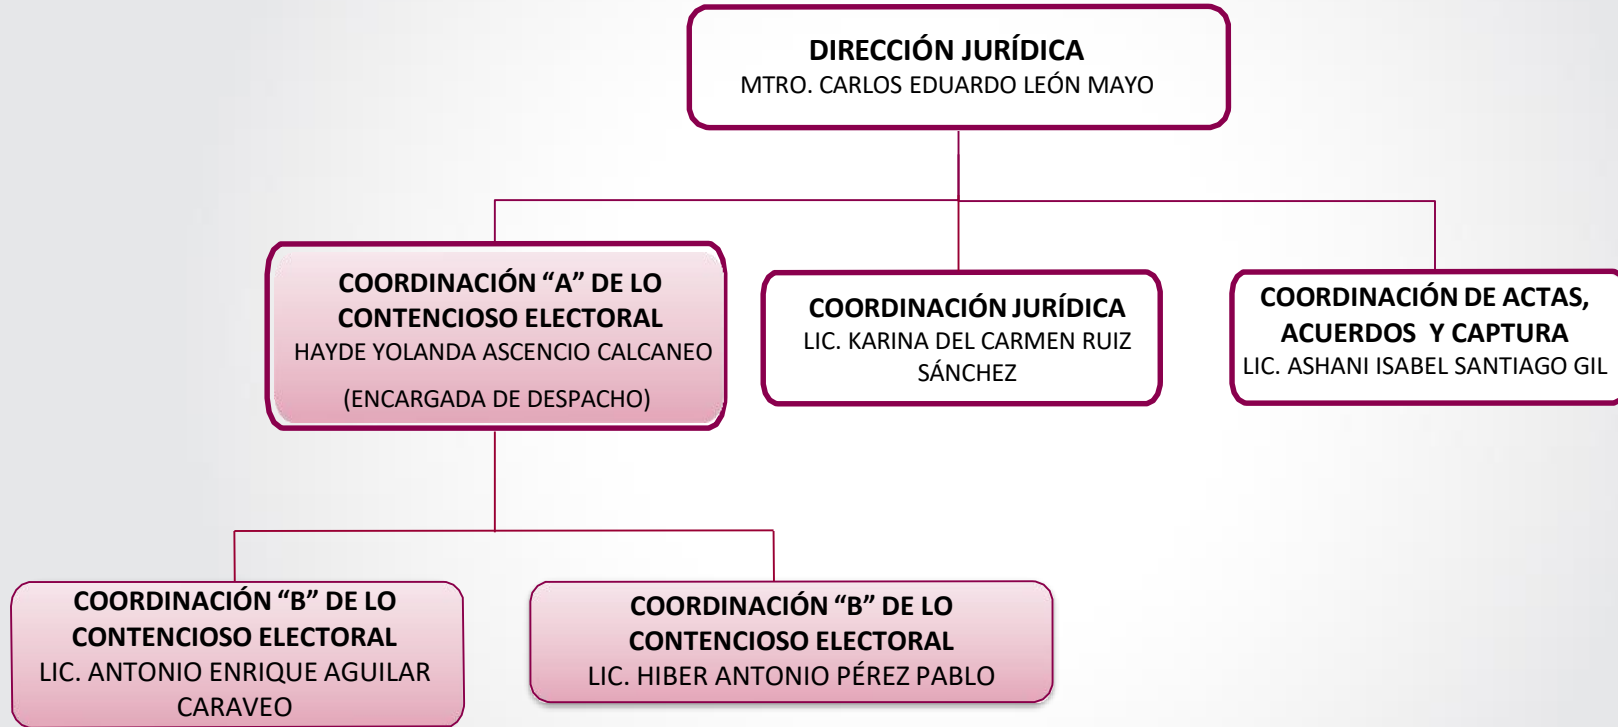 DIRECCIÓN JURÍDICA
MTRO. CARLOS EDUARDO LEÓN MAYO
COORDINACIÓN “A” DE LO
CONTENCIOSO ELECTORAL
HAYDE YOLANDA ASCENCIO CALCANEO
(ENCARGADA DE DESPACHO)
COORDINACIÓN JURÍDICA
LIC. KARINA DEL CARMEN RUIZ
SÁNCHEZ
COORDINACIÓN DE ACTAS,
ACUERDOS Y CAPTURA
LIC. ASHANI ISABEL SANTIAGO GIL
COORDINACIÓN “B” DE LO
CONTENCIOSO ELECTORAL
LIC. ANTONIO ENRIQUE AGUILAR
CARAVEO
COORDINACIÓN “B” DE LO
CONTENCIOSO ELECTORAL
LIC. HIBER ANTONIO PÉREZ PABLO